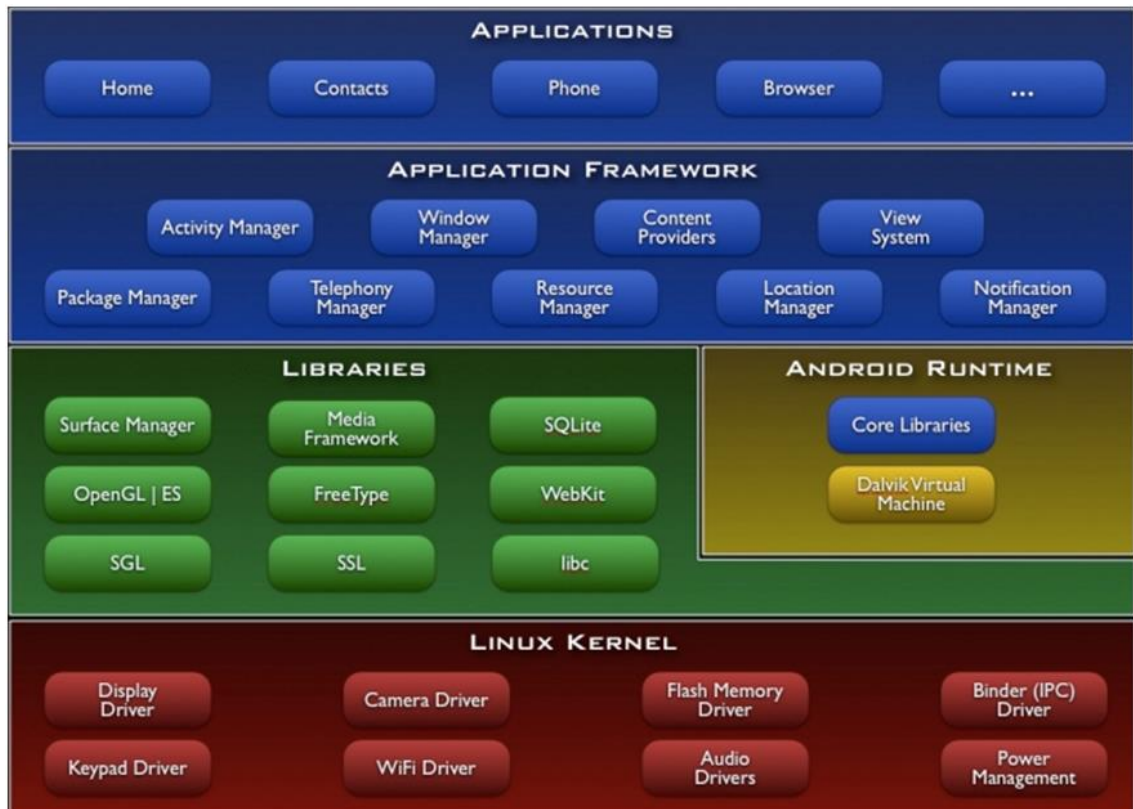 APPLICATIONS
Home
Contacts
Phone
Browser
...
APPLICATION FRAMEWORK
Activity Manager
Window
Manager
Content
Providers
View
System
Package Manager
Telephony
Manager
Resource
Manager
Location
Manager
Notification
Manager
LIBRARIES
Surface Manager
Media
Framework
SQLite
OpenGL | ES
FreeType
WebKit
SGL
SSL
libc
ANDROID RUNTIME
Core Libraries
Dalvik Virtual
Machine
LINUX KERNEL
Display
Driver
Camera Driver
Flash Memory
Driver
Binder (IPC)
Driver
Keypad Driver
WiFi Driver
Audio
Drivers
Power
Management